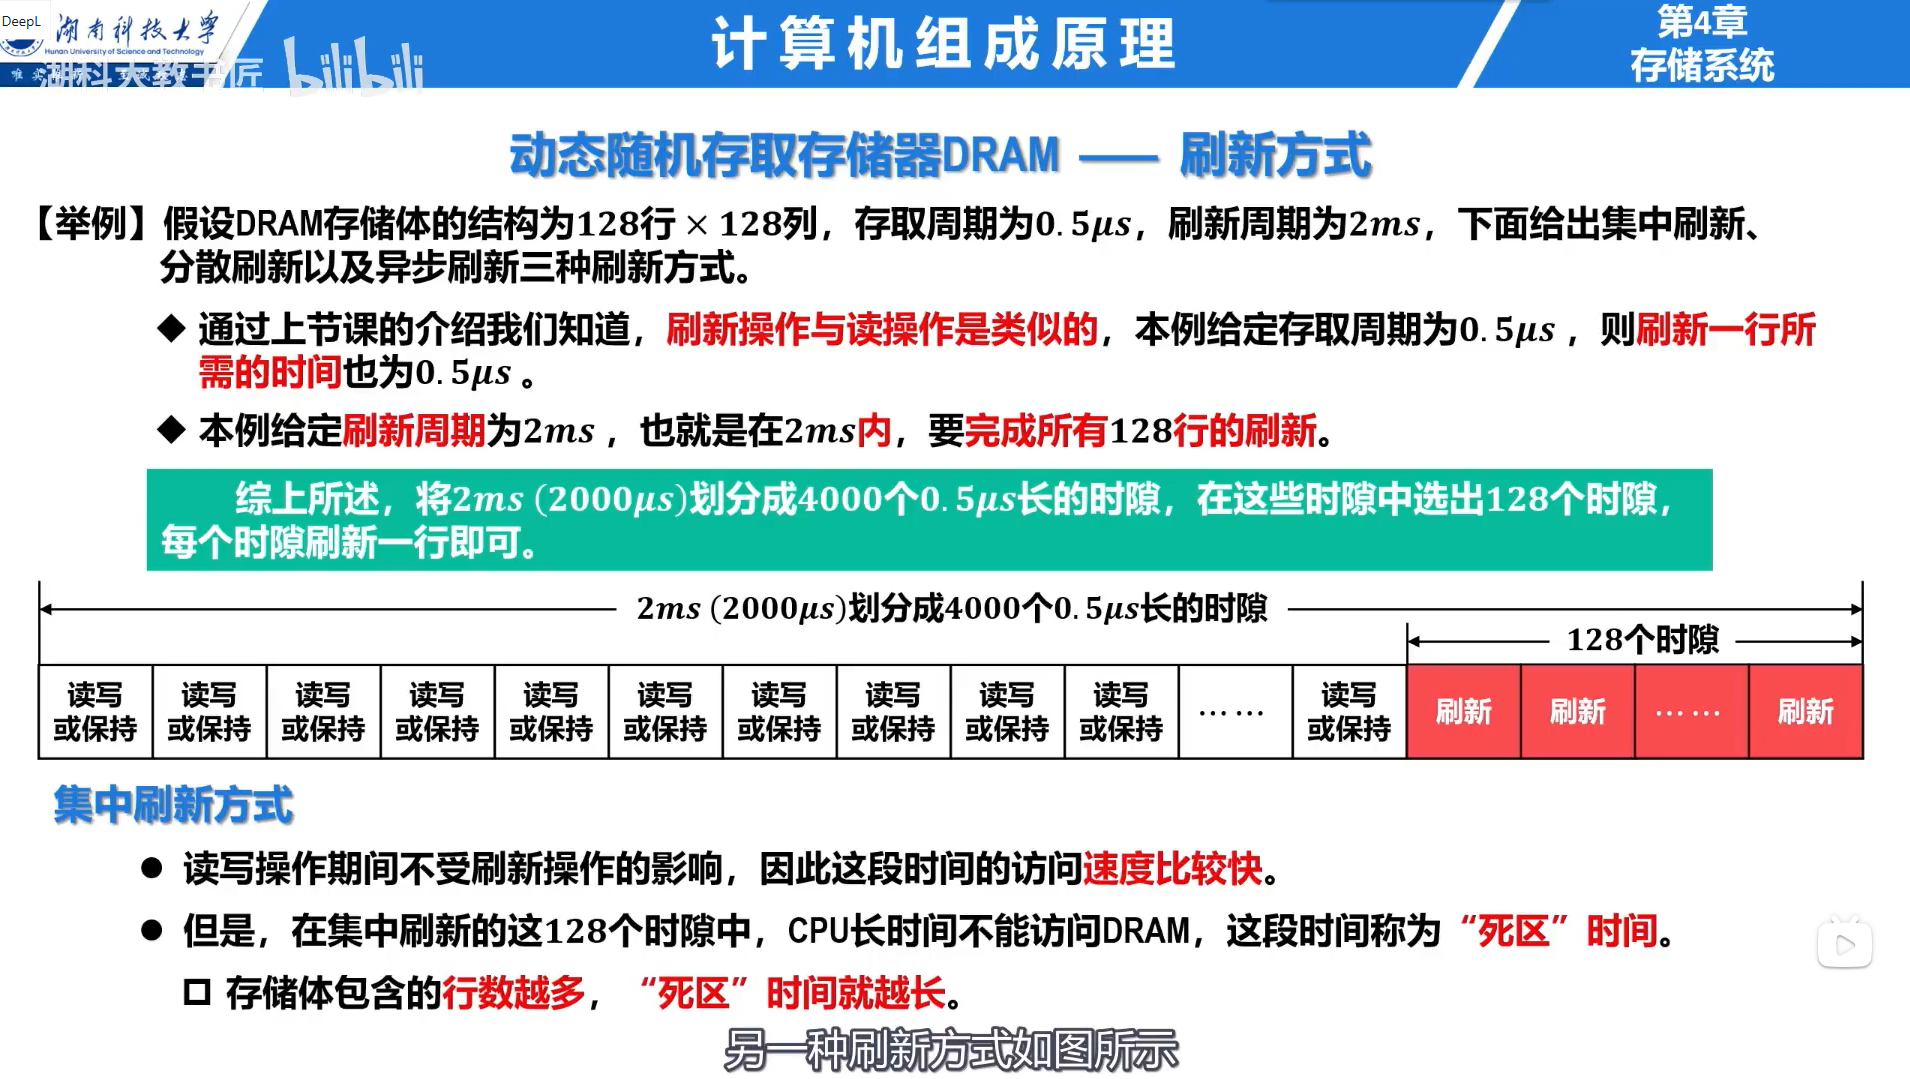 DeepL
湖南科技大学
Hunan University of Science and Technology
湖科大教书匠 bilibili
计算机组成原理
第4章
存储系统
动态随机存取存储器DRAM —— 刷新方式
【举例】假设DRAM存储体的结构为128行 × 128列，存取周期为0.5μs，刷新周期为2ms，下面给出集中刷新、
分散刷新以及异步刷新三种刷新方式。
◆ 通过上节课的介绍我们知道，刷新操作与读操作是类似的，本例给定存取周期为0.5μs ，则刷新一行所
需的时间也为0.5μs 。
◆ 本例给定刷新周期为2ms ，也就是在2ms内，要完成所有128行的刷新。
综上所述，将2ms (2000μs)划分成4000个0.5μs长的时隙，在这些时隙中选出128个时隙，
每个时隙刷新一行即可。
2ms (2000μs)划分成4000个0.5μs长的时隙
128个时隙
读写 读写 读写 读写 读写 读写 读写 读写 读写 读写 …… 读写 刷新 刷新 …… 刷新
或保持 或保持 或保持 或保持 或保持 或保持 或保持 或保持 或保持 或保持 或保持
集中刷新方式
● 读写操作期间不受刷新操作的影响，因此这段时间的访问速度比较快。
● 但是，在集中刷新的这128个时隙中，CPU长时间不能访问DRAM，这段时间称为“死区”时间。
□ 存储体包含的行数越多，“死区”时间就越长。
另一种刷新方式如图所示